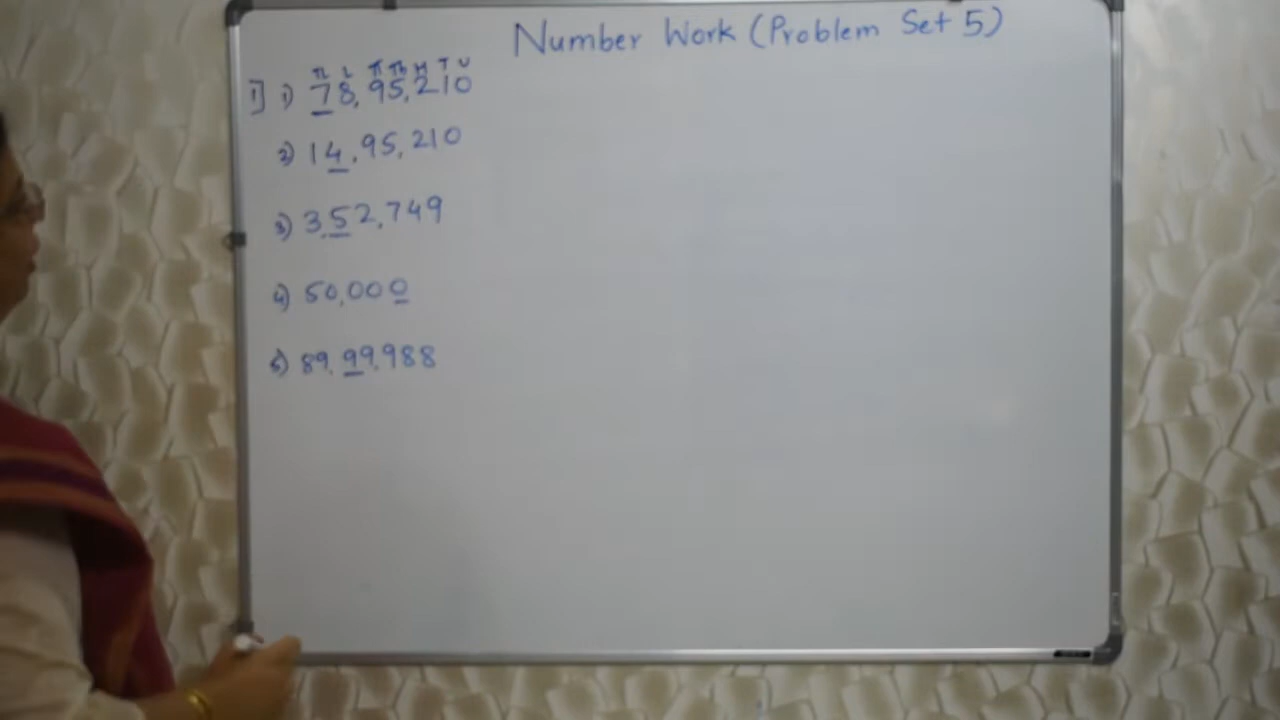 Number Work (Problem Set 5)
TL L TTh Th H T U
1] 1) 78,95,210
2) 14,95,210
3) 3,52,749
4) 50,000
5) 89,99,988